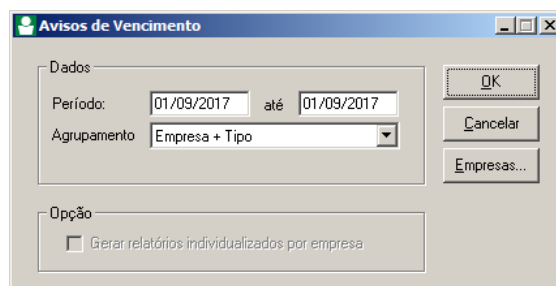 Avisos de Vencimento
Dados
Período: 01/09/2017 até 01/09/2017
Agrupamento Empresa + Tipo
OK
Cancelar
Empresas...
Opção
Gerar relatórios individualizados por empresa